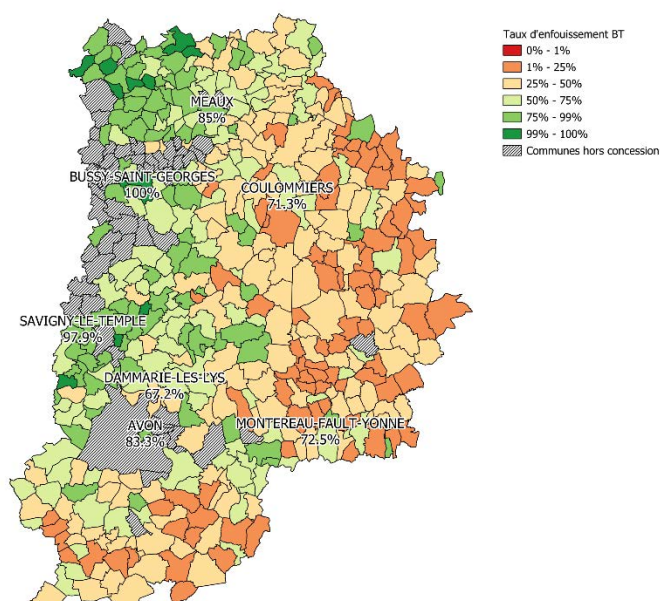 Taux d'enfouissement BT
0% - 1%
1% - 25%
25% - 50%
50% - 75%
75% - 99%
99% - 100%
Communes hors concession
MEAUX
85%
BUSSY-SAINT-GEORGES
100%
COULOMMIERS
71.3%
SAVIGNY-LE-TEMPLE
97.9%
DAMMARIE-LES-LYS
67.2%
AVON
83.3%
MONTEREAU-FAULT-YONNE
72.5%